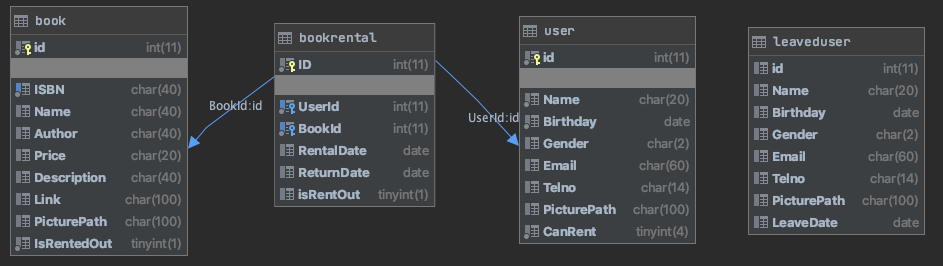 book
id int(11)
ISBN char(40)
Name char(40)
Author char(40)
Price char(20)
Description char(40)
Link char(100)
PicturePath char(100)
IsRentedOut tinyint(1)
BookId:id
bookrental
ID int(11)
UserId int(11)
BookId int(11)
RentalDate date
ReturnDate date
isRentOut tinyint(1)
UserId:id
user
id int(11)
Name char(20)
Birthday date
Gender char(2)
Email char(60)
Telno char(14)
PicturePath char(100)
CanRent tinyint(4)
leaveduser
id int(11)
Name char(20)
Birthday date
Gender char(2)
Email char(60)
Telno char(14)
PicturePath char(100)
LeaveDate date